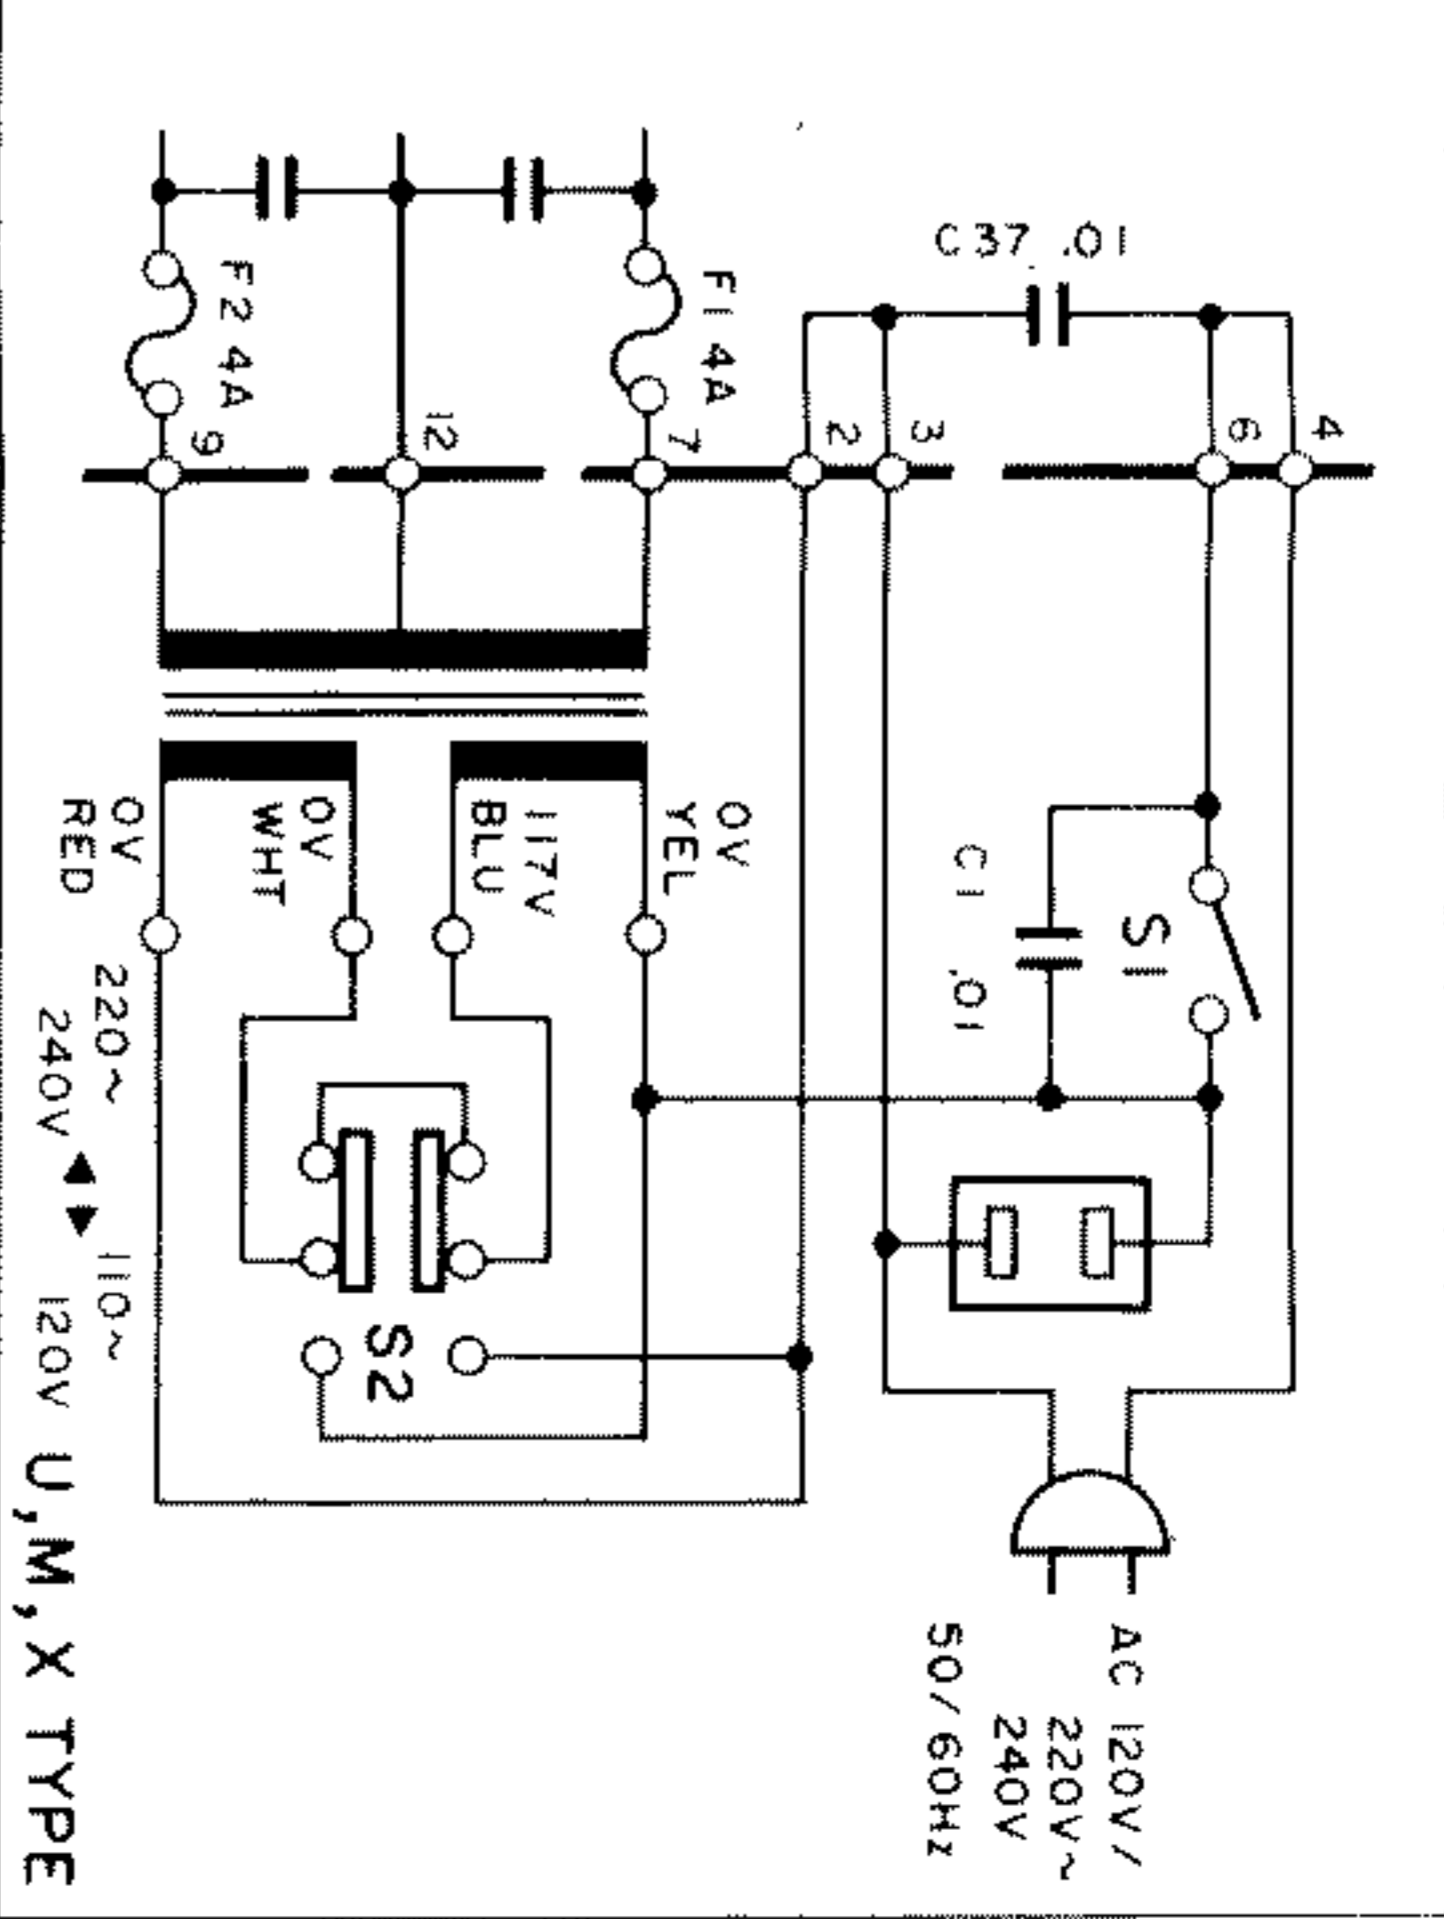 AC 120V/
220V~
240V
50/60Hz
4
6
3
2
C37 .01
S1
C1 .01
7
F1 4A
12
9
F2 4A
0V
YEL
117V
BLU
0V
WHT
0V
RED
S2
220~ 110~
240V ◀▶ 120V
U,M,X TYPE